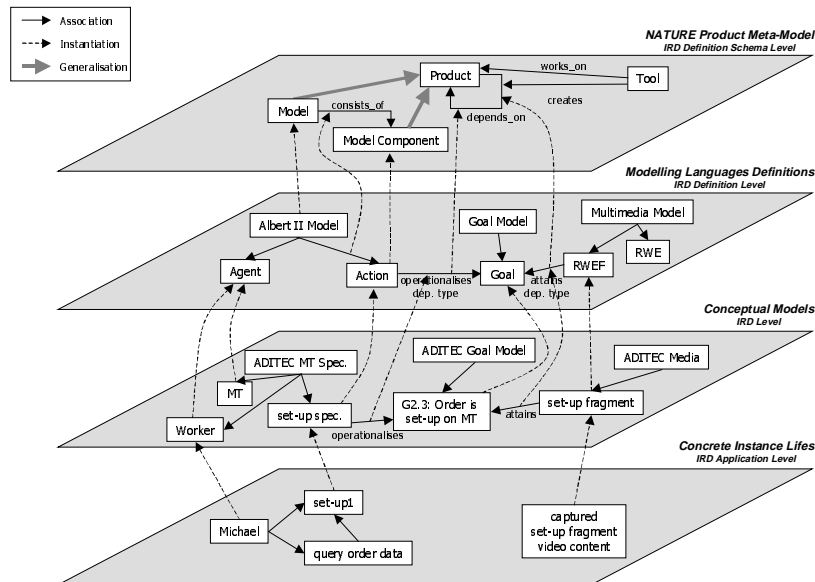 Association
Instantiation
Generalisation
NATURE Product Meta-Model
IRD Definition Schema Level
Product
works_on
Tool
creates
Model
consists_of
depends_on
Model Component
Modelling Languages Definitions
IRD Definition Level
Albert II Model
Goal Model
Multimedia Model
RWE
Agent
Action
operationalises
dep. type
Goal
attains
dep. type
RWEF
Conceptual Models
IRD Level
ADITEC MT Spec.
ADITEC Goal Model
ADITEC Media
MT
Worker
set-up spec.
operationalises
G2.3: Order is
set-up on MT
attains
set-up fragment
Concrete Instance Lifes
IRD Application Level
set-up1
Michael
query order data
captured
set-up fragment
video content